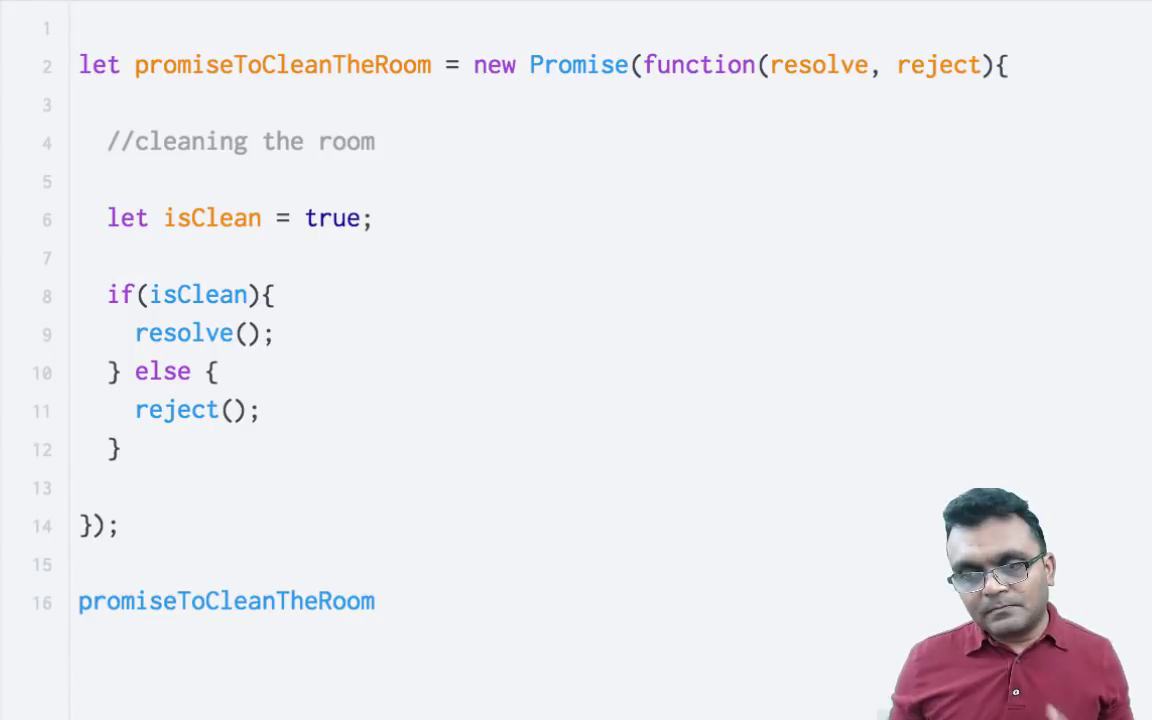 1
2 let promiseToCleanTheRoom = new Promise(function(resolve, reject){
3
4 //cleaning the room
5
6 let isClean = true;
7
8 if(isClean){
9 resolve();
10 } else {
11 reject();
12 }
13
14 });
15
16 promiseToCleanTheRoom